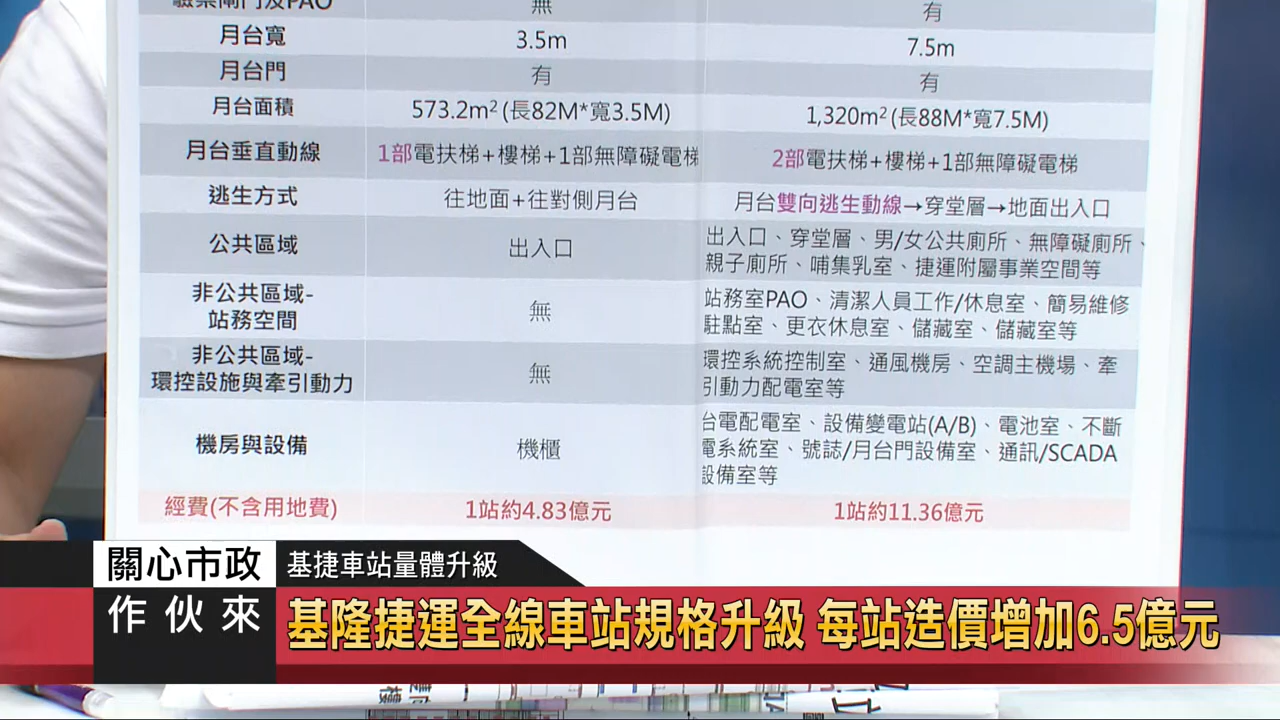 驗票閘門及PAO 無 有
月台寬 3.5m 7.5m
月台門 有 有
月台面積 573.2m² (長82M*寬3.5M) 1,320m² (長88M*寬7.5M)
月台垂直動線 1部電扶梯+樓梯+1部無障礙電梯 2部電扶梯+樓梯+1部無障礙電梯
逃生方式 往地面+往對側月台 月台雙向逃生動線→穿堂層→地面出入口
公共區域 出入口 出入口、穿堂層、男/女公共廁所、無障礙廁所、
親子廁所、哺集乳室、捷運附屬事業空間等
非公共區域-
站務空間 無 站務室PAO、清潔人員工作/休息室、簡易維修
駐點室、更衣休息室、儲藏室、儲藏室等
非公共區域-
環控設施與牽引動力 無 環控系統控制室、通風機房、空調主機場、牽
引動力配電室等
機房與設備 機櫃 台電配電室、設備變電站(A/B)、電池室、不斷
電系統室、號誌/月台門設備室、通訊/SCADA
設備室等
經費(不含用地費) 1站約4.83億元 1站約11.36億元
關心市政
作伙來
基捷車站量體升級
基隆捷運全線車站規格升級 每站造價增加6.5億元